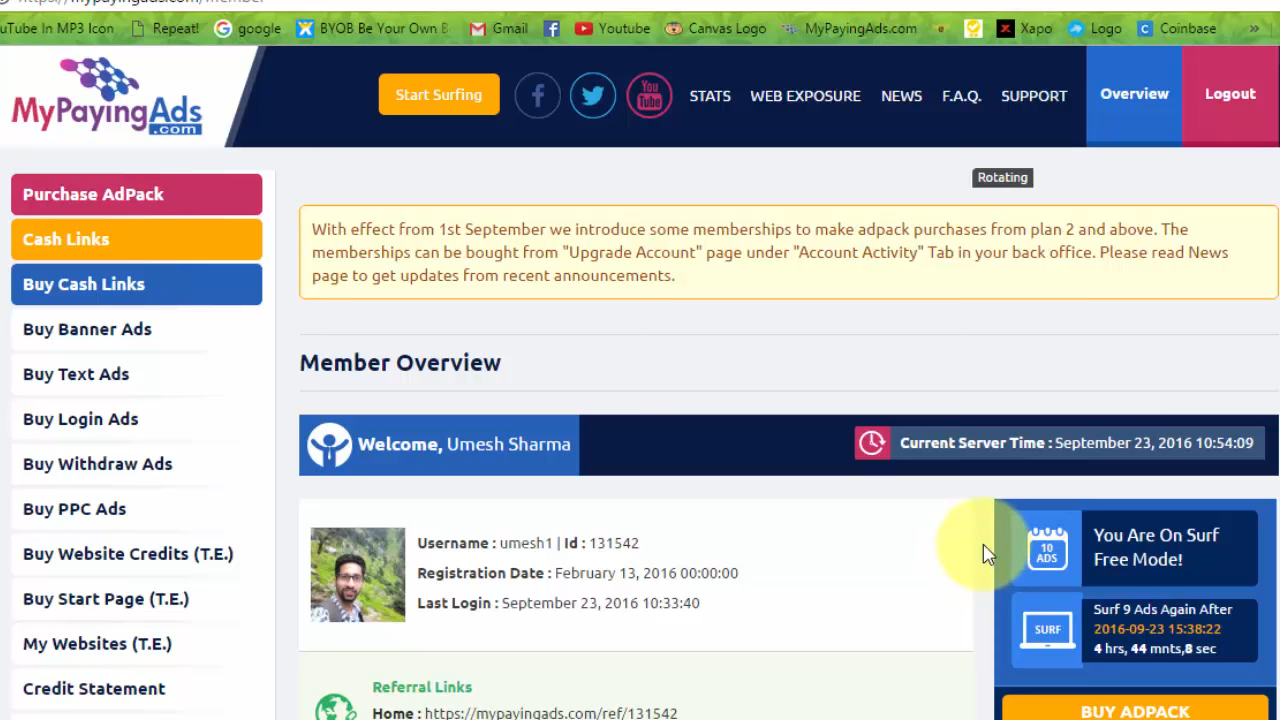 https://mypayingads.com/member
uTube In MP3 Icon Repeat! google BYOB Be Your Own B Gmail Youtube Canvas Logo MyPayingAds.com Xapo Logo Coinbase »
MyPayingAds
.com
Start Surfing You Tube STATS WEB EXPOSURE NEWS F.A.Q. SUPPORT Overview Logout
Rotating
Purchase AdPack
Cash Links
Buy Cash Links
Buy Banner Ads
Buy Text Ads
Buy Login Ads
Buy Withdraw Ads
Buy PPC Ads
Buy Website Credits (T.E.)
Buy Start Page (T.E.)
My Websites (T.E.)
Credit Statement
With effect from 1st September we introduce some memberships to make adpack purchases from plan 2 and above. The
memberships can be bought from "Upgrade Account" page under "Account Activity" Tab in your back office. Please read News
page to get updates from recent announcements.
Member Overview
Welcome, Umesh Sharma
Current Server Time : September 23, 2016 10:54:09
Username : umesh1 | Id : 131542
Registration Date : February 13, 2016 00:00:00
Last Login : September 23, 2016 10:33:40
Referral Links
Home : https://mypayingads.com/ref/131542
10 ADS
You Are On Surf
Free Mode!
SURF
Surf 9 Ads Again After
2016-09-23 15:38:22
4 hrs, 44 mnts,8 sec
BUY ADPACK